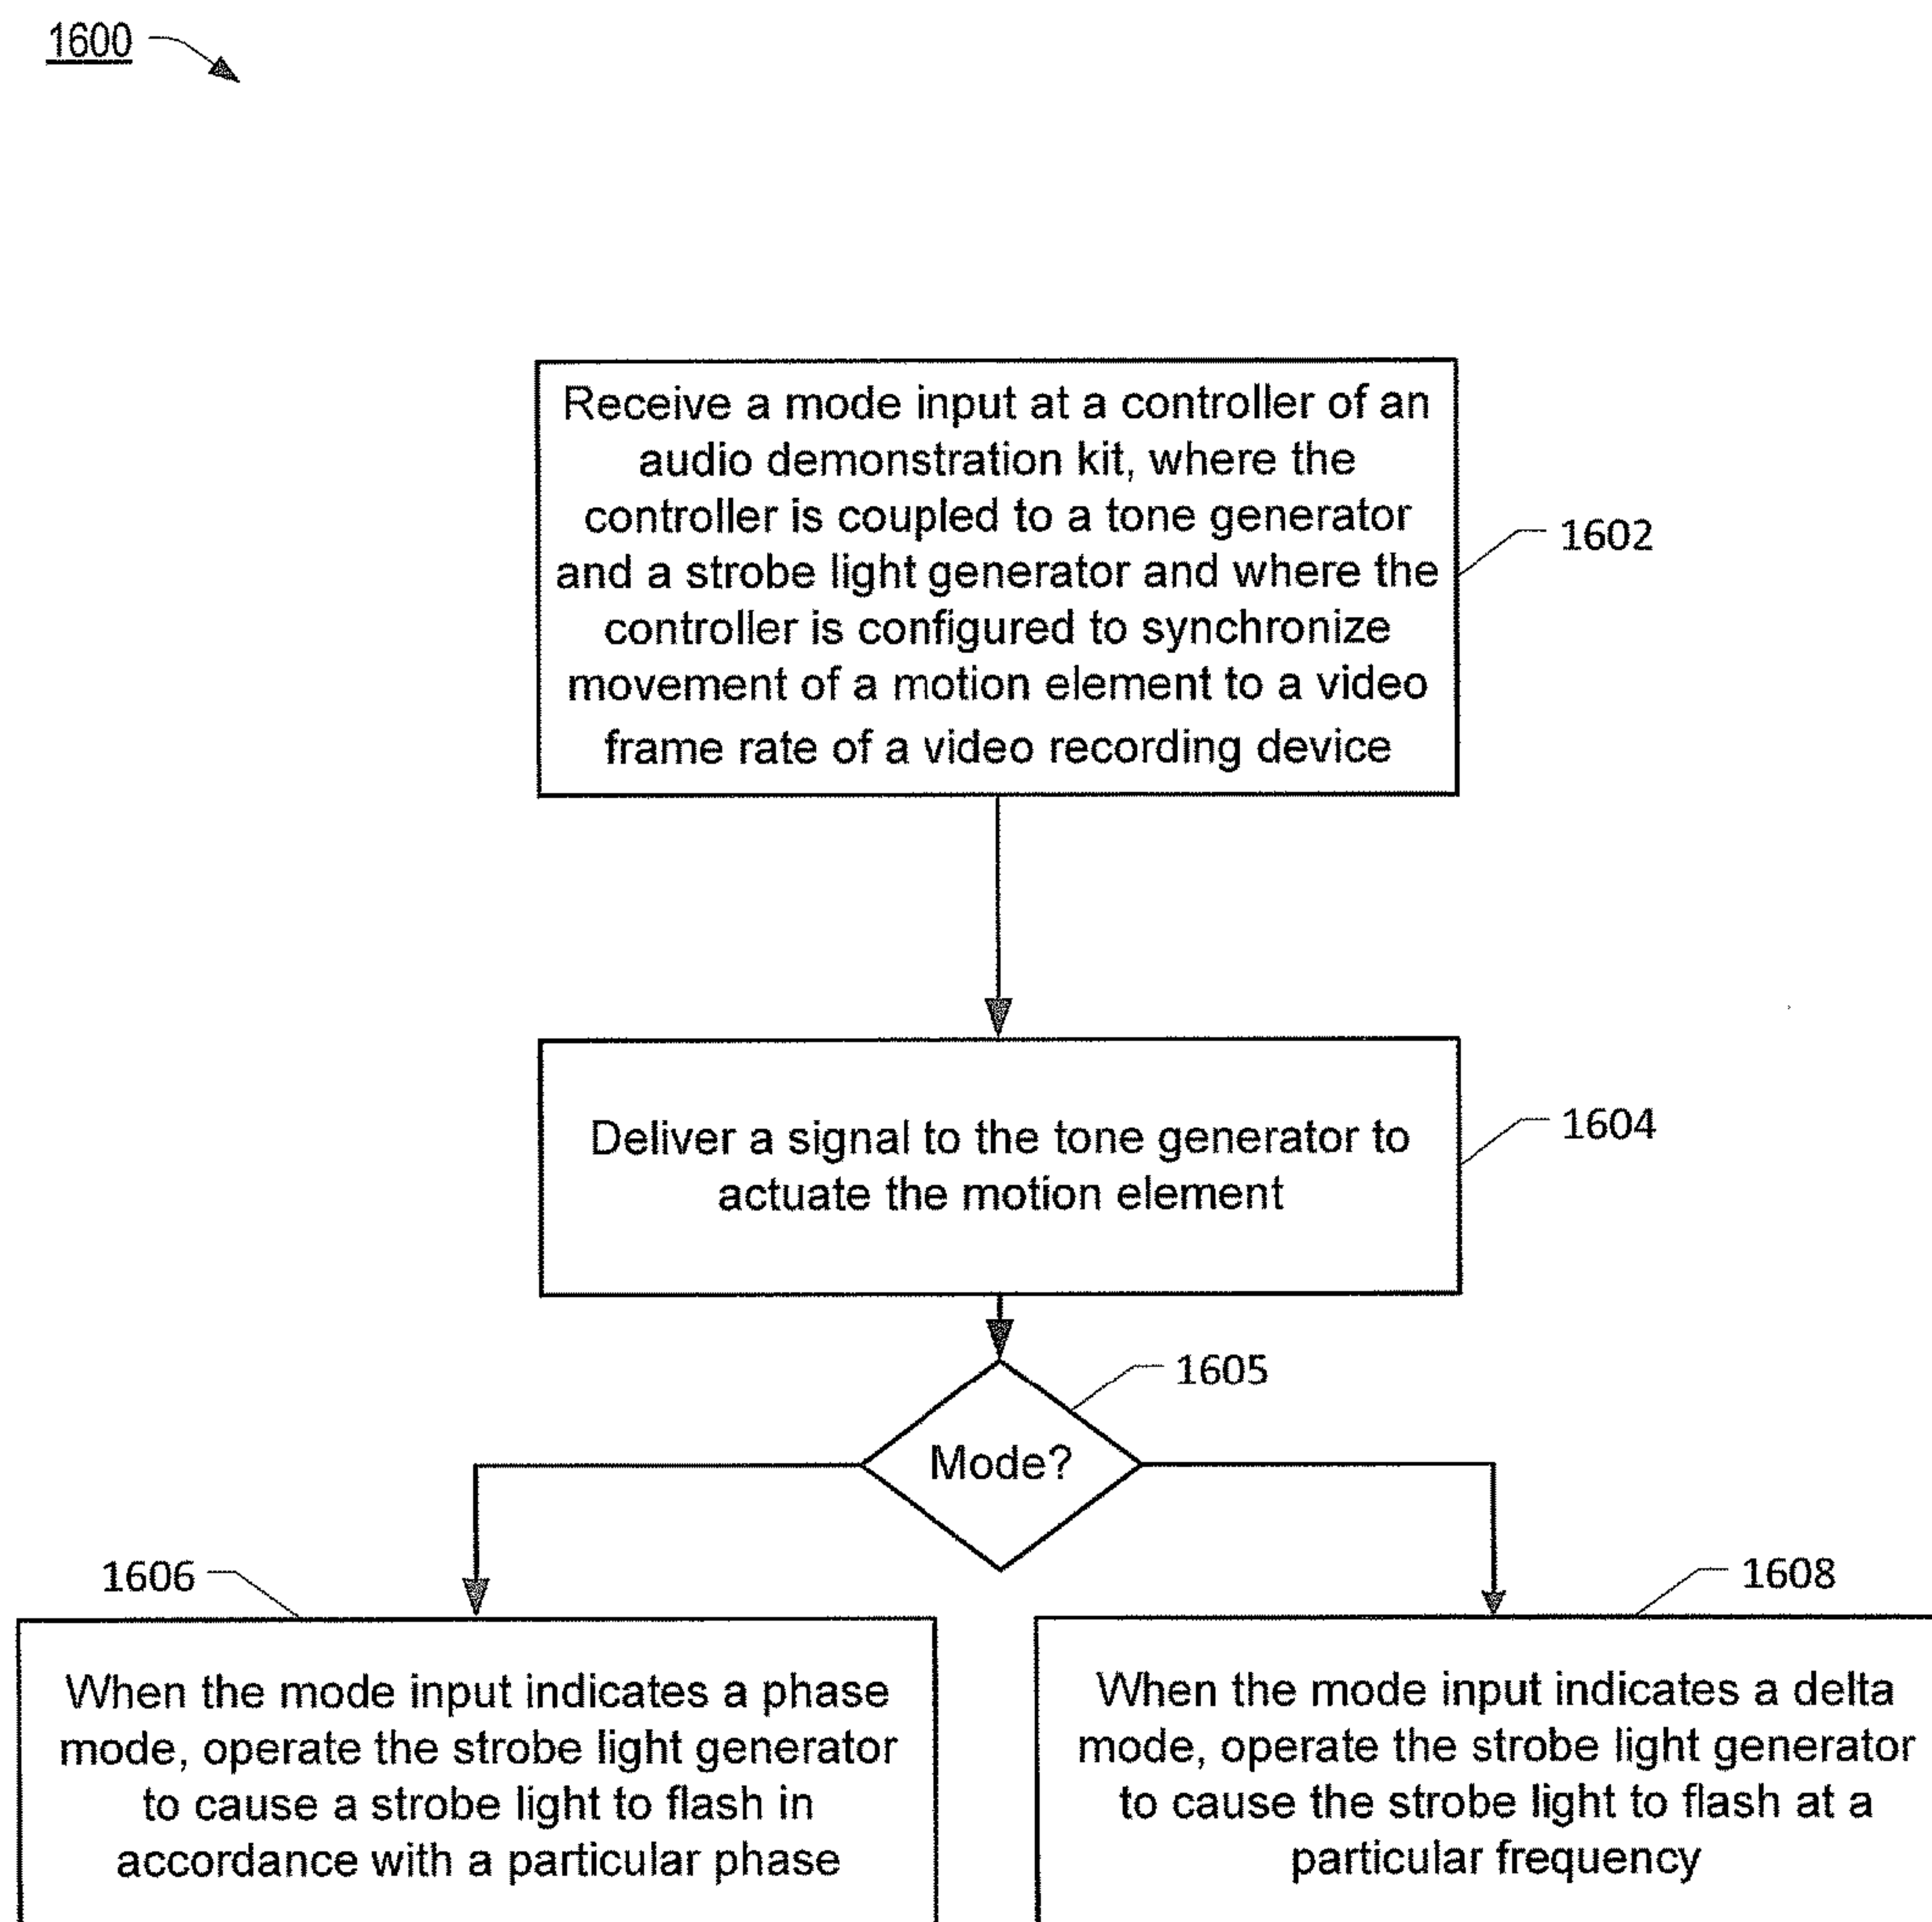 1600
Receive a mode input at a controller of an
audio demonstration kit, where the
controller is coupled to a tone generator
and a strobe light generator and where the
controller is configured to synchronize
movement of a motion element to a video
frame rate of a video recording device
1602
Deliver a signal to the tone generator to
actuate the motion element
1604
1605
Mode?
1606
When the mode input indicates a phase
mode, operate the strobe light generator
to cause a strobe light to flash in
accordance with a particular phase
1608
When the mode input indicates a delta
mode, operate the strobe light generator
to cause the strobe light to flash at a
particular frequency